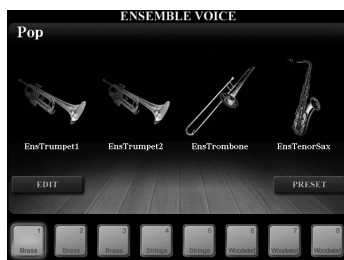 ENSEMBLE VOICE
Pop
EnsTrumpet1 EnsTrumpet2 EnsTrombone EnsTenorSax
EDIT PRESET
1 2 3 4 5 6 7 8
Brass Brass Brass Strings Strings Woodwind Woodwind Woodwind